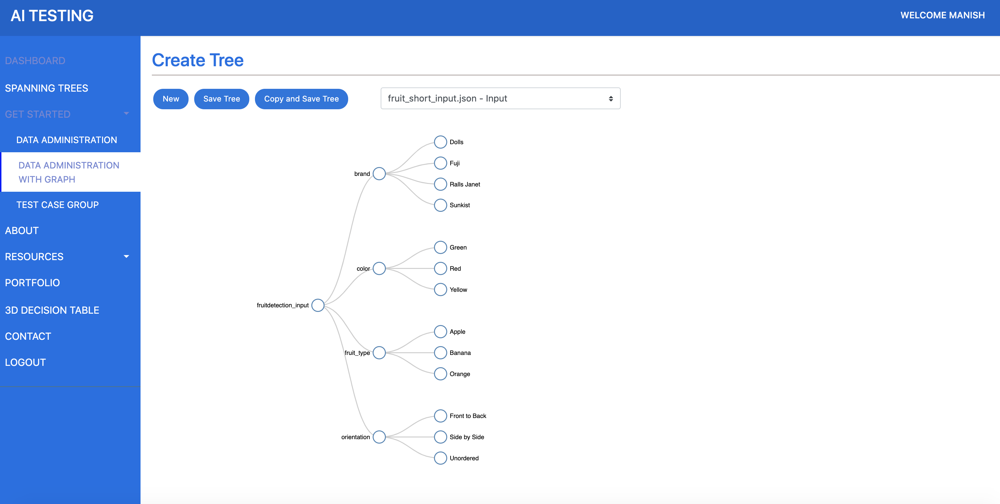 AI TESTING
WELCOME MANISH
DASHBOARD
SPANNING TREES
GET STARTED
DATA ADMINISTRATION
DATA ADMINISTRATION
WITH GRAPH
TEST CASE GROUP
ABOUT
RESOURCES
PORTFOLIO
3D DECISION TABLE
CONTACT
LOGOUT
Create Tree
New
Save Tree
Copy and Save Tree
fruit_short_input.json - Input
fruitdetection_input
brand
Dolls
Fuji
Ralls Janet
Sunkist
color
Green
Red
Yellow
fruit_type
Apple
Banana
Orange
orientation
Front to Back
Side by Side
Unordered